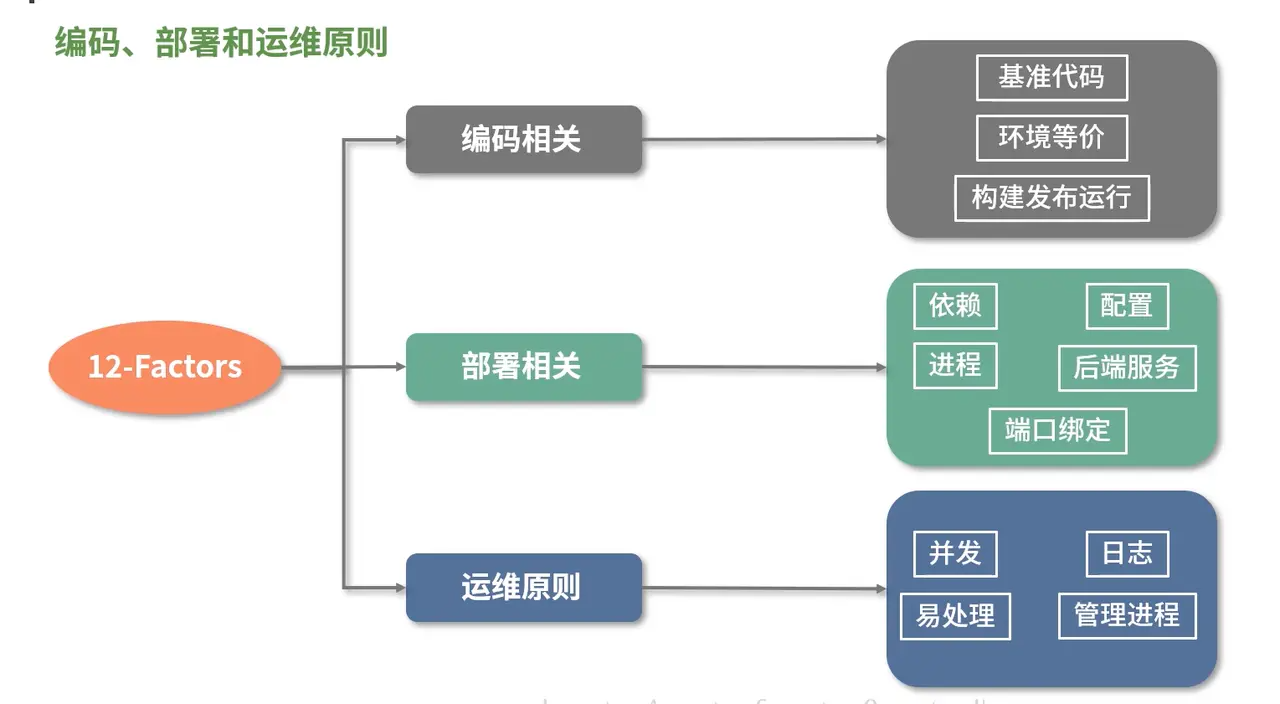 编码、部署和运维原则
12-Factors
编码相关
基准代码
环境等价
构建发布运行
部署相关
依赖
配置
进程
后端服务
端口绑定
运维原则
并发
日志
易处理
管理进程